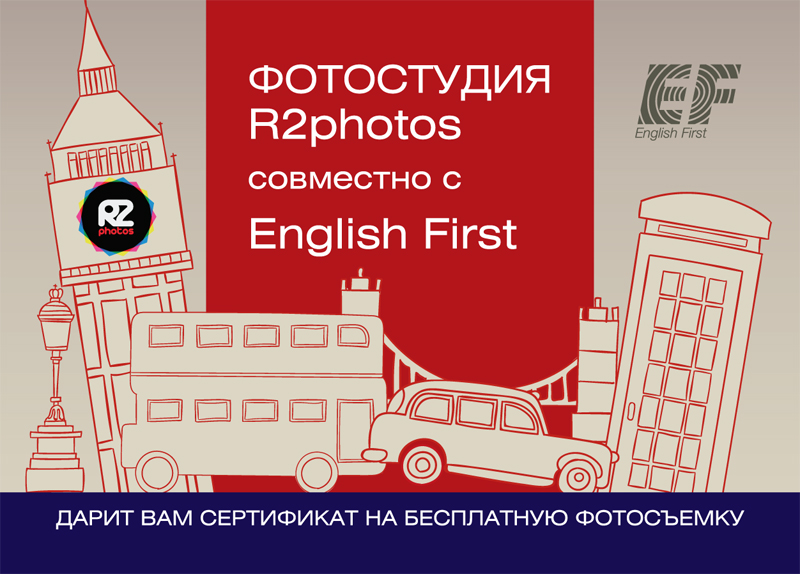 ФОТОСТУДИЯ
R2photos
совместно с
English First
EF
English First
R2
photos
ДАРИТ ВАМ СЕРТИФИКАТ НА БЕСПЛАТНУЮ ФОТОСЪЕМКУ